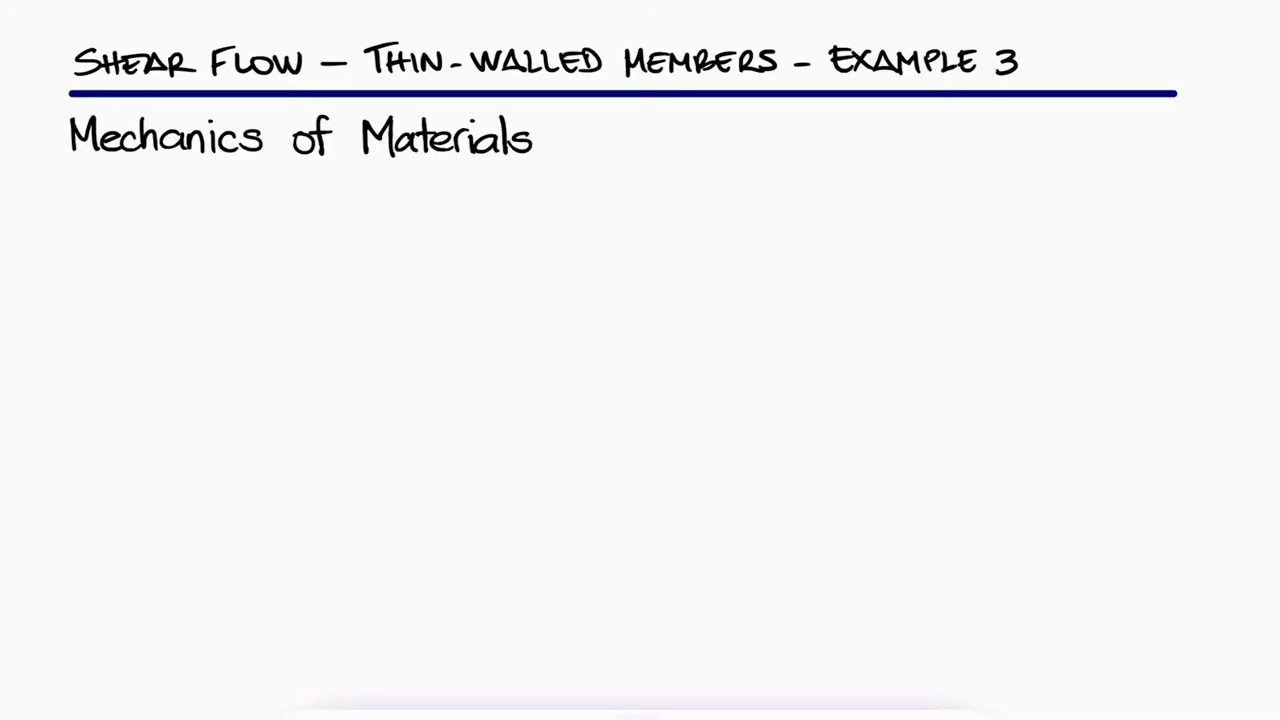 SHEAR FLOW — THIN-WALLED MEMBERS - EXAMPLE 3
Mechanics of Materials